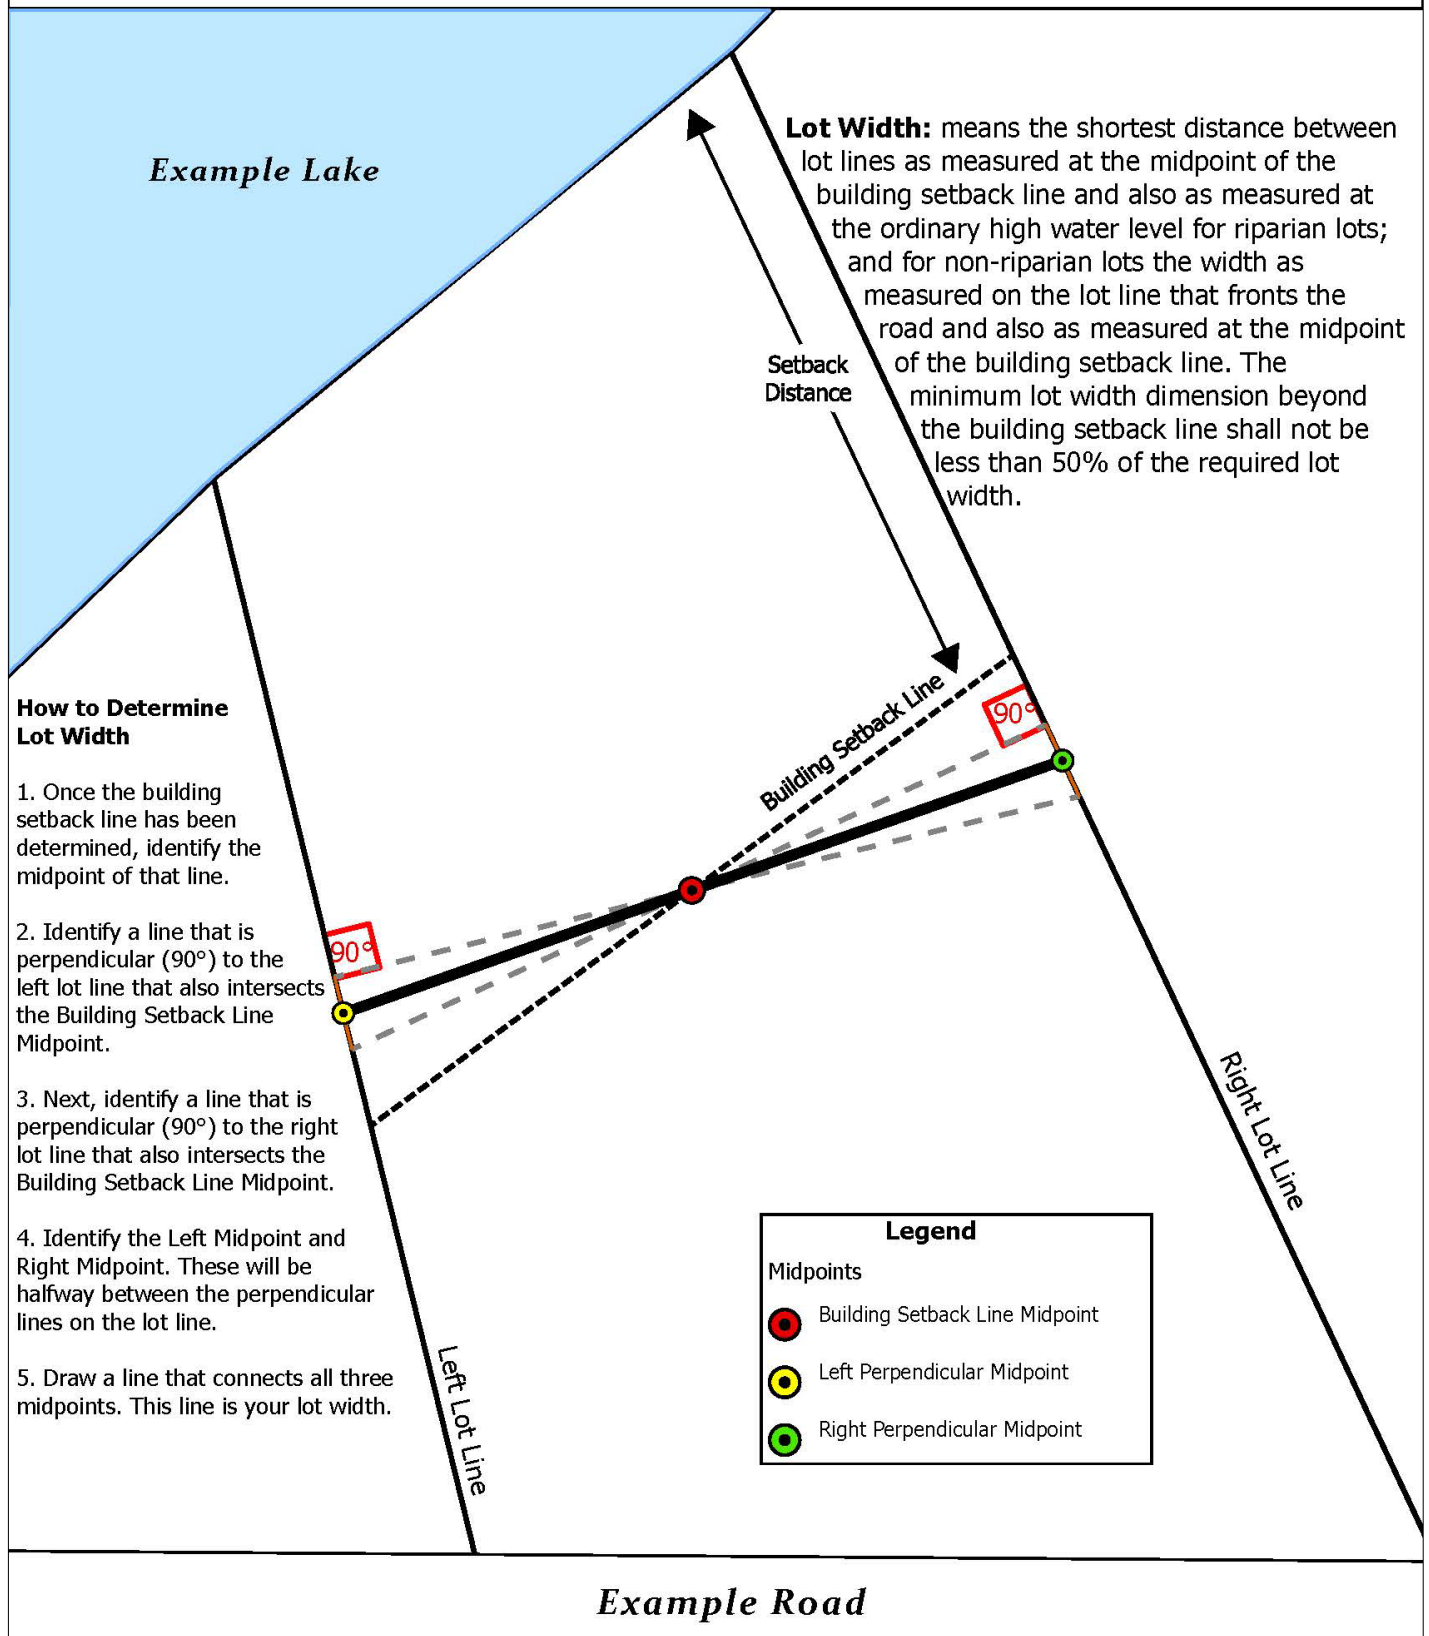 Example Lake
Lot Width: means the shortest distance between
lot lines as measured at the midpoint of the
building setback line and also as measured at
the ordinary high water level for riparian lots;
and for non-riparian lots the width as
measured on the lot line that fronts the
road and also as measured at the midpoint
of the building setback line. The
minimum lot width dimension beyond
the building setback line shall not be
less than 50% of the required lot
width.
Setback
Distance
Building Setback Line
90°
90°
How to Determine
Lot Width
1. Once the building
setback line has been
determined, identify the
midpoint of that line.
2. Identify a line that is
perpendicular (90°) to the
left lot line that also intersects
the Building Setback Line
Midpoint.
3. Next, identify a line that is
perpendicular (90°) to the right
lot line that also intersects the
Building Setback Line Midpoint.
4. Identify the Left Midpoint and
Right Midpoint. These will be
halfway between the perpendicular
lines on the lot line.
5. Draw a line that connects all three
midpoints. This line is your lot width.
Left Lot Line
Right Lot Line
Legend
Midpoints
Building Setback Line Midpoint
Left Perpendicular Midpoint
Right Perpendicular Midpoint
Example Road